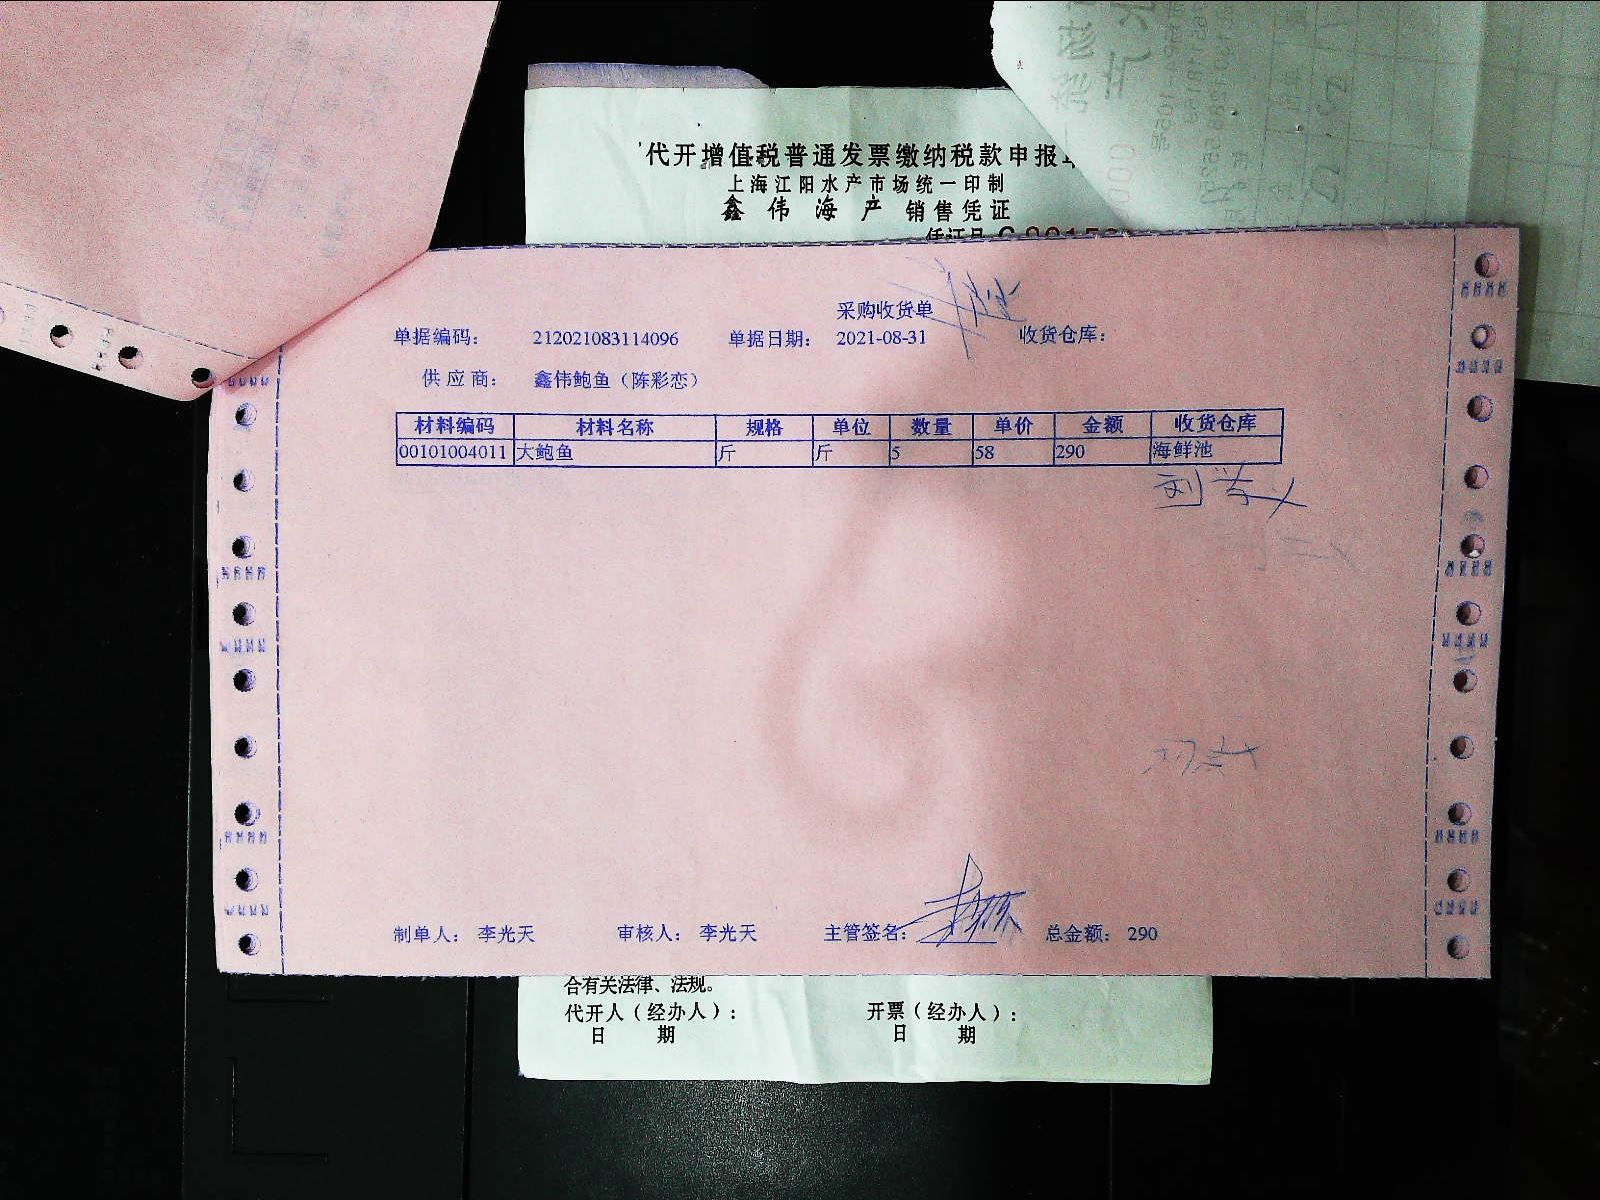 代开增值税普通发票缴纳税款申报
上海江阳水产市场统一印制
鑫伟海产 销售凭证
凭证号
采购收货单
单据编码： 212021083114096 单据日期： 2021-08-31 收货仓库：
供应商： 鑫伟鲍鱼（陈彩恋）
材料编码 材料名称 规格 单位 数量 单价 金额 收货仓库
00101004011 大鲍鱼 斤 斤 5 58 290 海鲜池
制单人： 李光天 审核人： 李光天 主管签名： 总金额： 290
合有关法律、法规。
代开人（经办人）： 开票（经办人）：
日 期 日 期